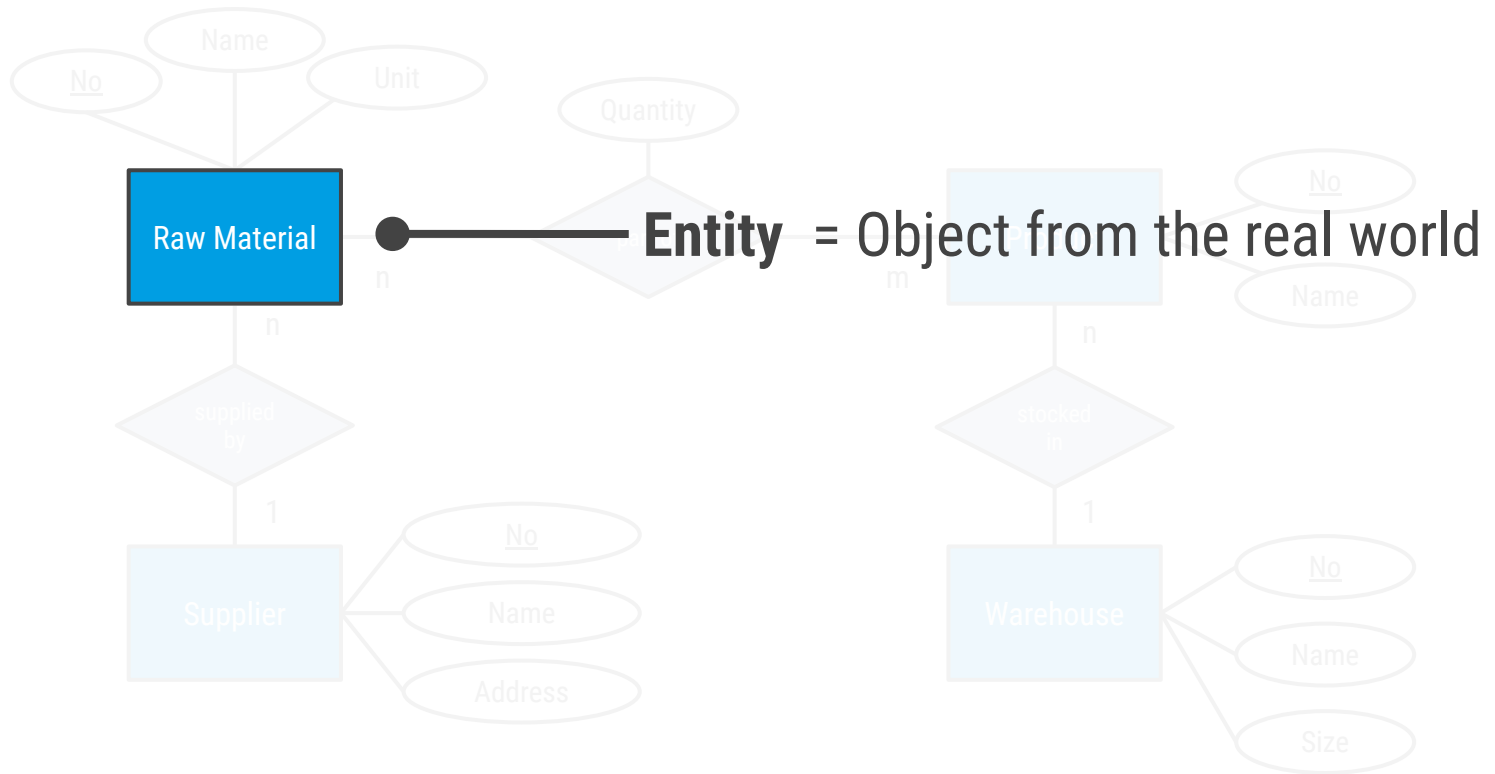 Name
No
Unit
Quantity
No
Raw Material
Entity = Object from the real world
n
m
Name
n
n
supplied
by
stocked
in
1
1
No
No
Supplier
Name
Warehouse
Name
Address
Size